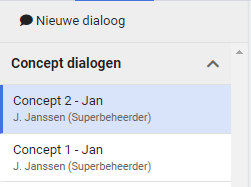 Nieuwe dialoog
Concept dialogen
Concept 2 - Jan
J. Janssen (Superbeheerder)
Concept 1 - Jan
J. Janssen (Superbeheerder)